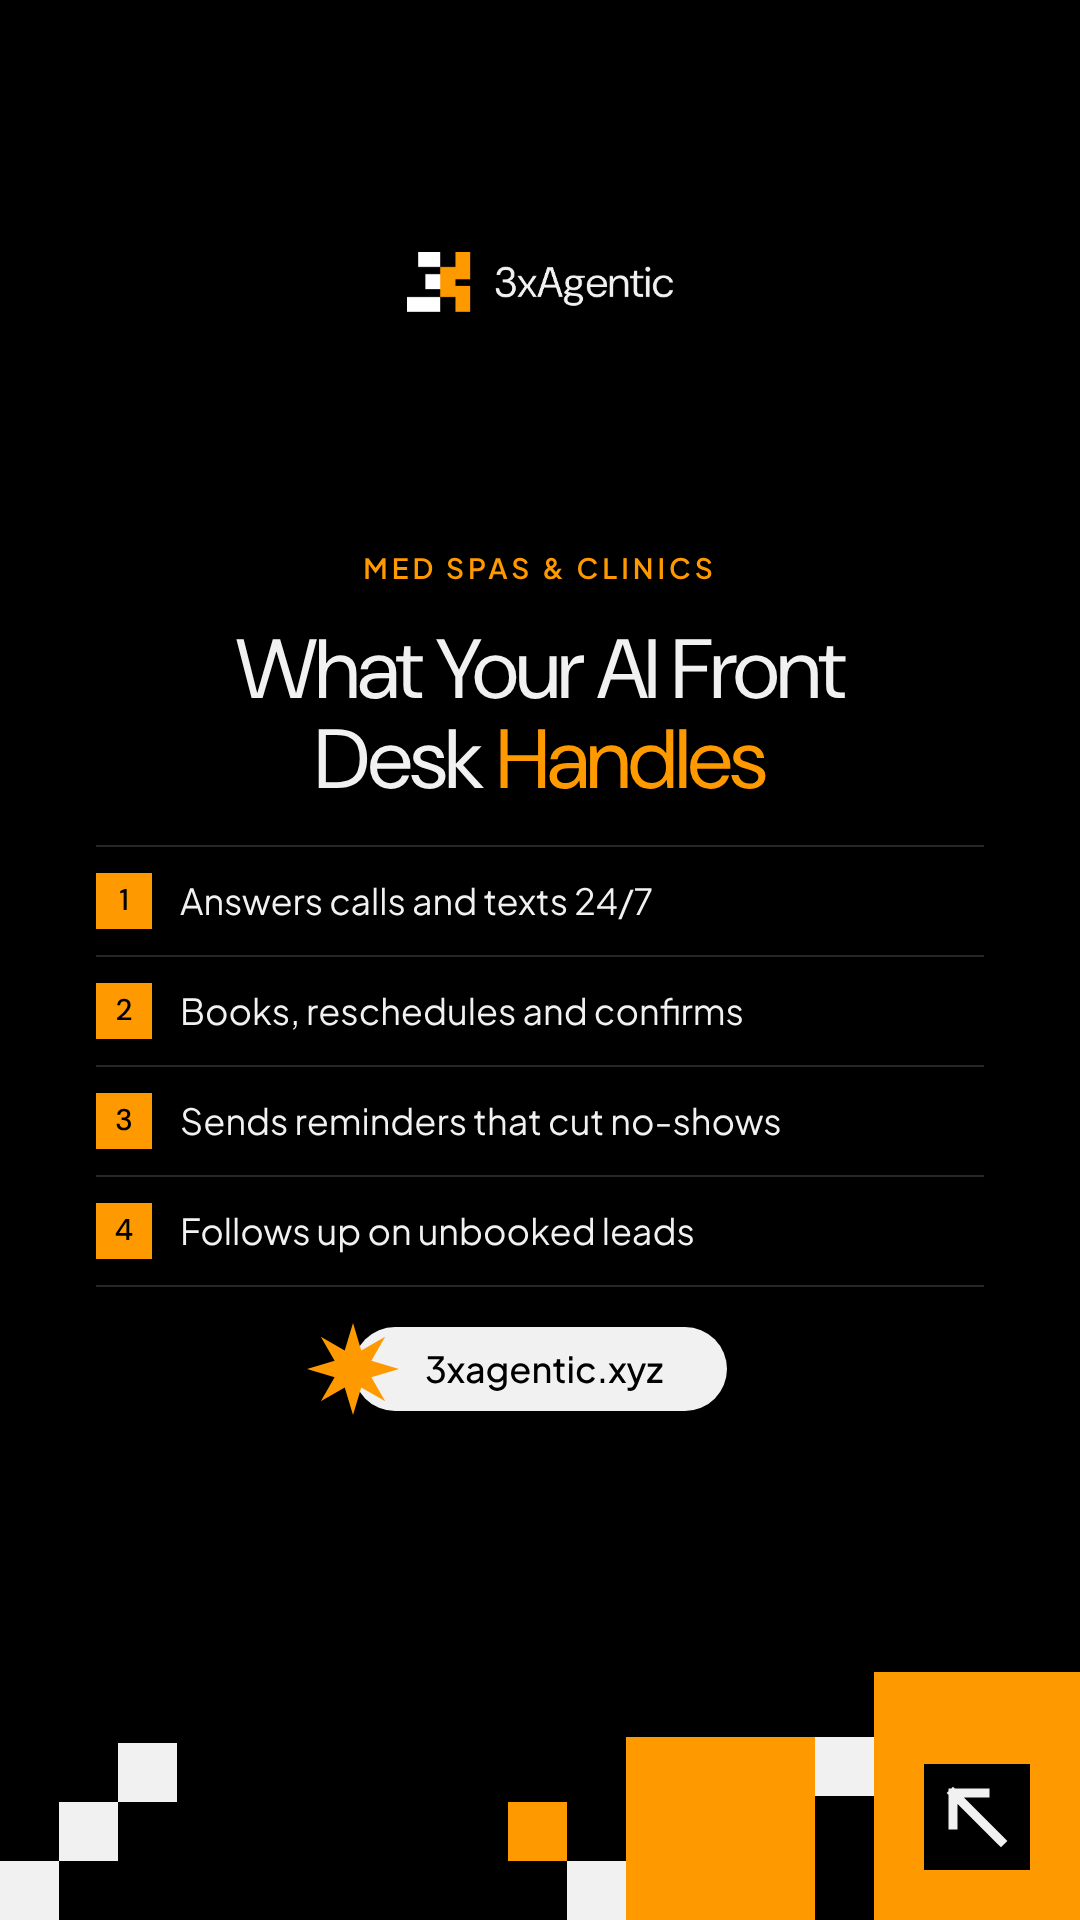 3xAgentic
MED SPAS & CLINICS
What Your AI Front
Desk Handles
1 Answers calls and texts 24/7
2 Books, reschedules and confirms
3 Sends reminders that cut no-shows
4 Follows up on unbooked leads
3xagentic.xyz